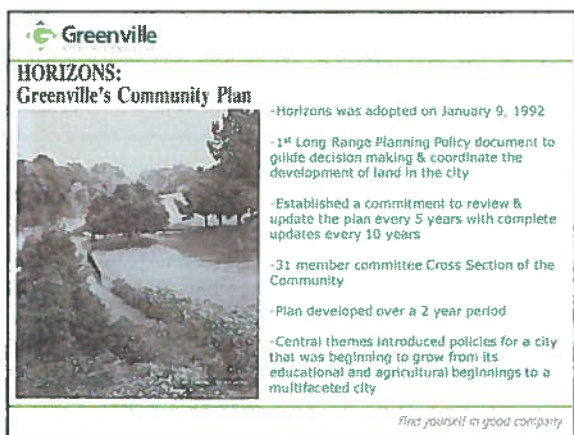 Greenville
HORIZONS:
Greenville's Community Plan
-Horizons was adopted on January 9, 1992
-1st Long Range Planning Policy document to
guide decision making & coordinate the
development of land in the city
-Established a commitment to review &
update the plan every 5 years with complete
updates every 10 years
-31 member committee Cross Section of the
Community
-Plan developed over a 2 year period
-Central themes introduced policies for a city
that was beginning to grow from its
educational and agricultural beginnings to a
multifaceted city
Find yourself in good company